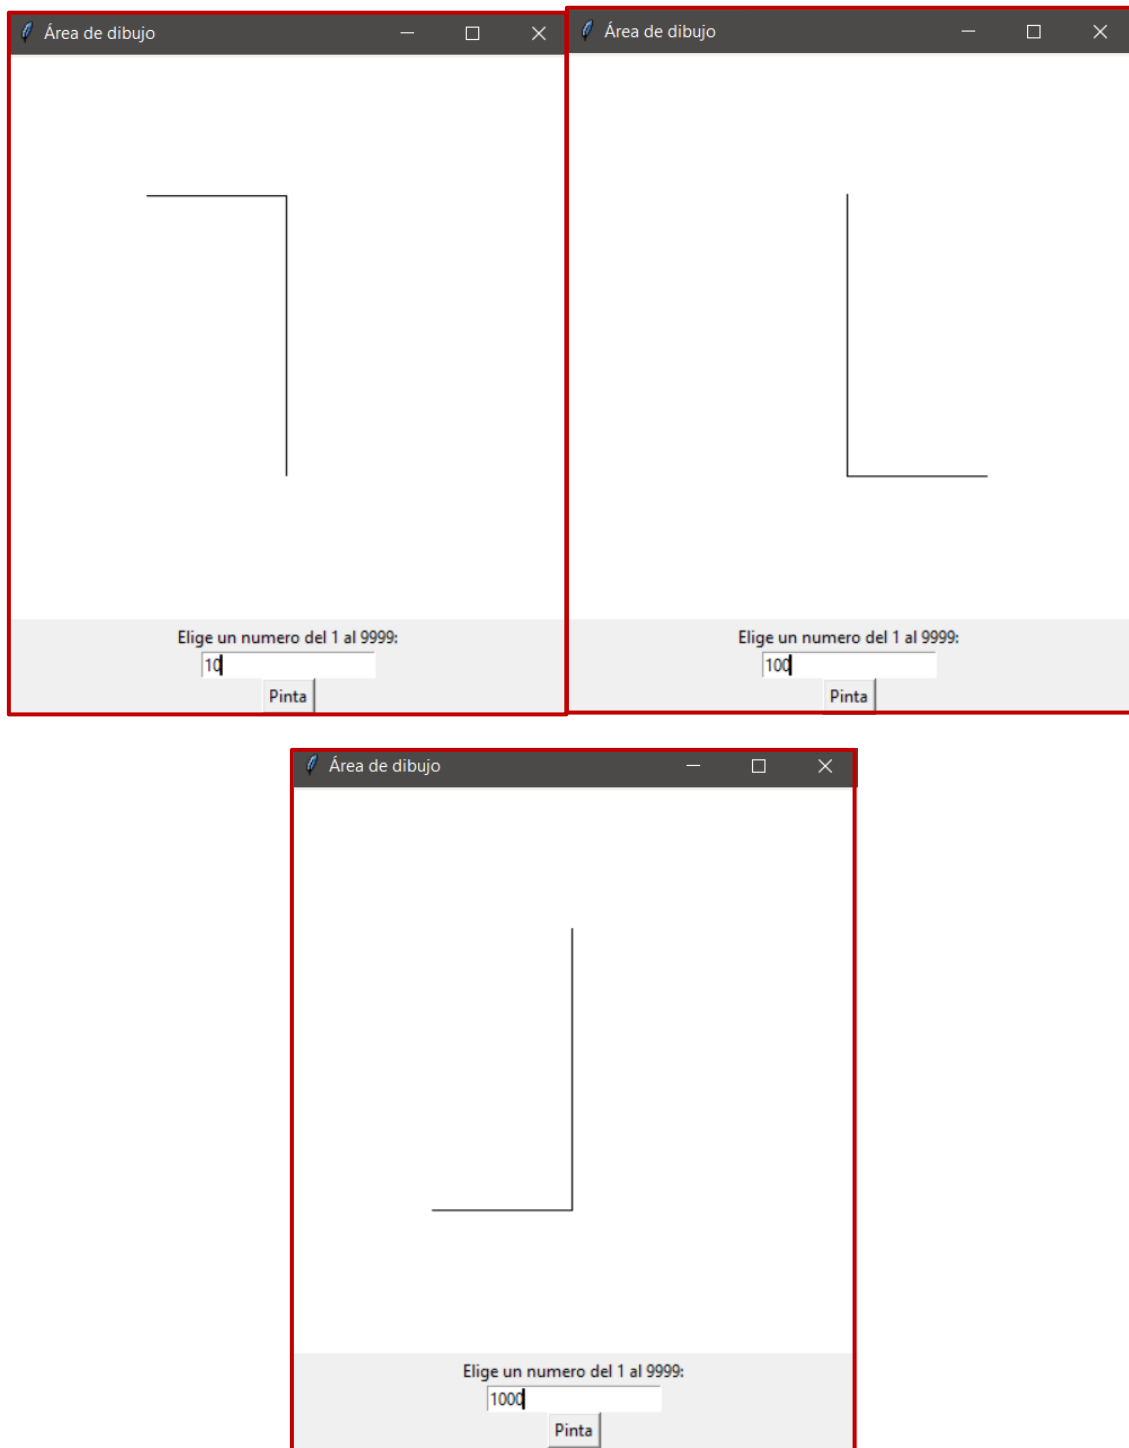 Área de dibujo
Elige un numero del 1 al 9999:
10
Pinta
Área de dibujo
Elige un numero del 1 al 9999:
100
Pinta
Área de dibujo
Elige un numero del 1 al 9999:
1000
Pinta